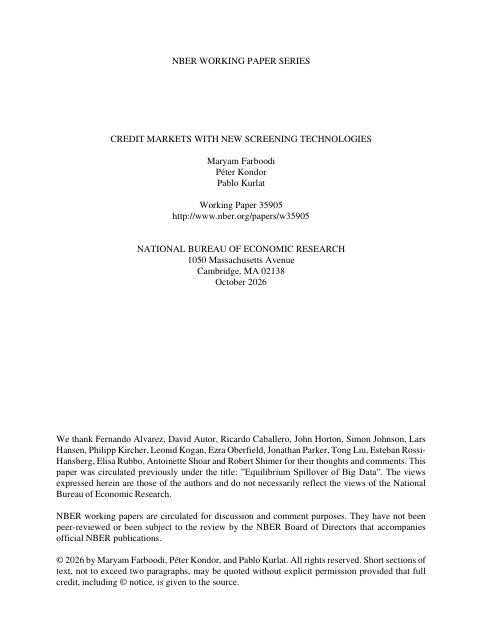 NBER WORKING PAPER SERIES
CREDIT MARKETS WITH NEW SCREENING TECHNOLOGIES
Maryam Farboodi
Péter Kondor
Pablo Kurlat
Working Paper 35905
http://www.nber.org/papers/w35905
NATIONAL BUREAU OF ECONOMIC RESEARCH
1050 Massachusetts Avenue
Cambridge, MA 02138
October 2026
We thank Fernando Alvarez, David Autor, Ricardo Caballero, John Horton, Simon Johnson, Lars
Hansen, Philipp Kircher, Leonid Kogan, Ezra Oberfield, Jonathan Parker, Tong Liu, Esteban Rossi-
Hansberg, Elisa Rubbo, Antoinette Shoar and Robert Shimer for their thoughts and comments. This
paper was circulated previously under the title: "Equilibrium Spillover of Big Data". The views
expressed herein are those of the authors and do not necessarily reflect the views of the National
Bureau of Economic Research.
NBER working papers are circulated for discussion and comment purposes. They have not been
peer-reviewed or been subject to the review by the NBER Board of Directors that accompanies
official NBER publications.
© 2026 by Maryam Farboodi, Péter Kondor, and Pablo Kurlat. All rights reserved. Short sections of
text, not to exceed two paragraphs, may be quoted without explicit permission provided that full
credit, including © notice, is given to the source.